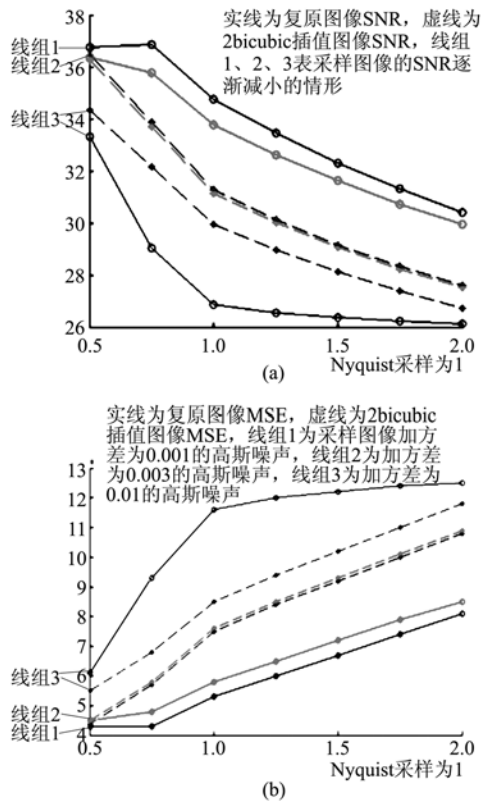 实线为复原图像SNR,虚线为
2bicubic插值图像SNR,线组
1、2、3表采样图像的SNR逐
渐减小的情形
线组1
线组2
线组3
38
36
34
32
30
28
26
0.5
1.0
1.5
2.0
Nyquist采样为1
(a)
实线为复原图像MSE,虚线为2bicubic
插值图像MSE,线组1为采样图像加方
差为0.001的高斯噪声,线组2为加方差
为0.003的高斯噪声,线组3为加方差为
0.01的高斯噪声
13
12
11
10
9
8
7
6
5
4
线组3
线组2
线组1
0.5
1.0
1.5
2.0
Nyquist采样为1
(b)